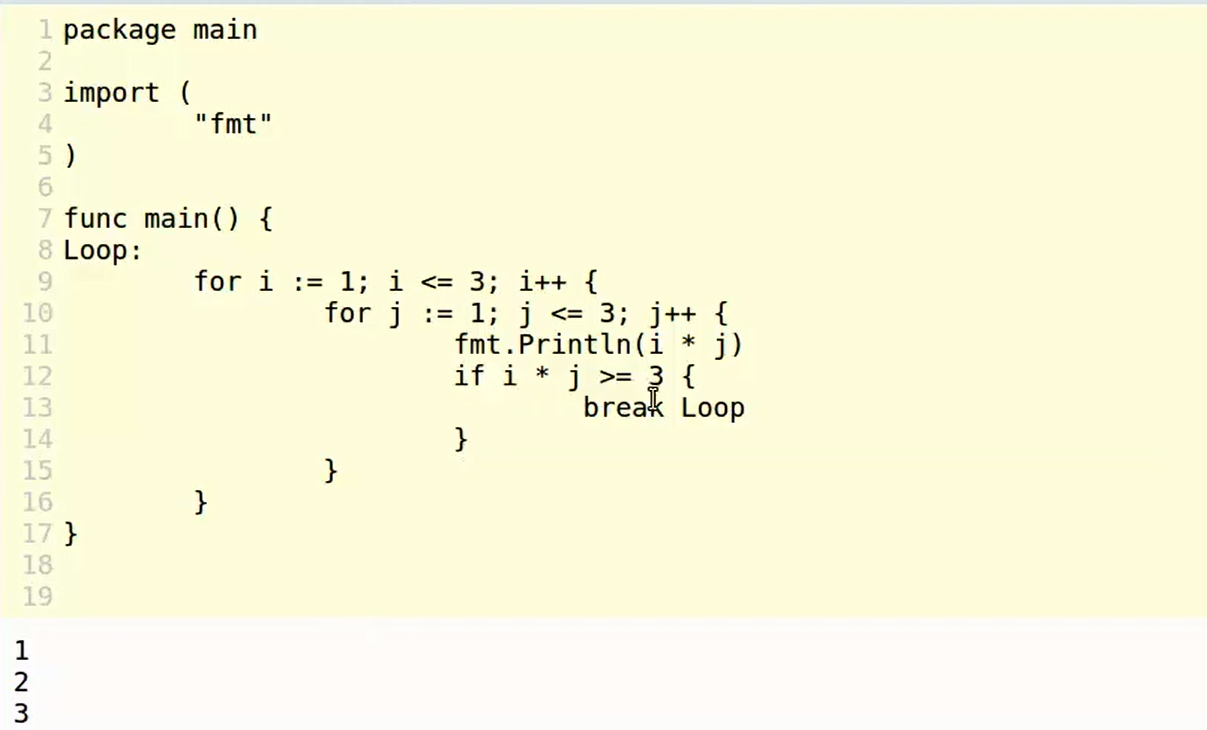 1 package main
2
3 import (
4         "fmt"
5 )
6
7 func main() {
8 Loop:
9         for i := 1; i <= 3; i++ {
10                 for j := 1; j <= 3; j++ {
11                         fmt.Println(i * j)
12                         if i * j >= 3 {
13                                 break Loop
14                         }
15                 }
16         }
17 }
18
19
1
2
3